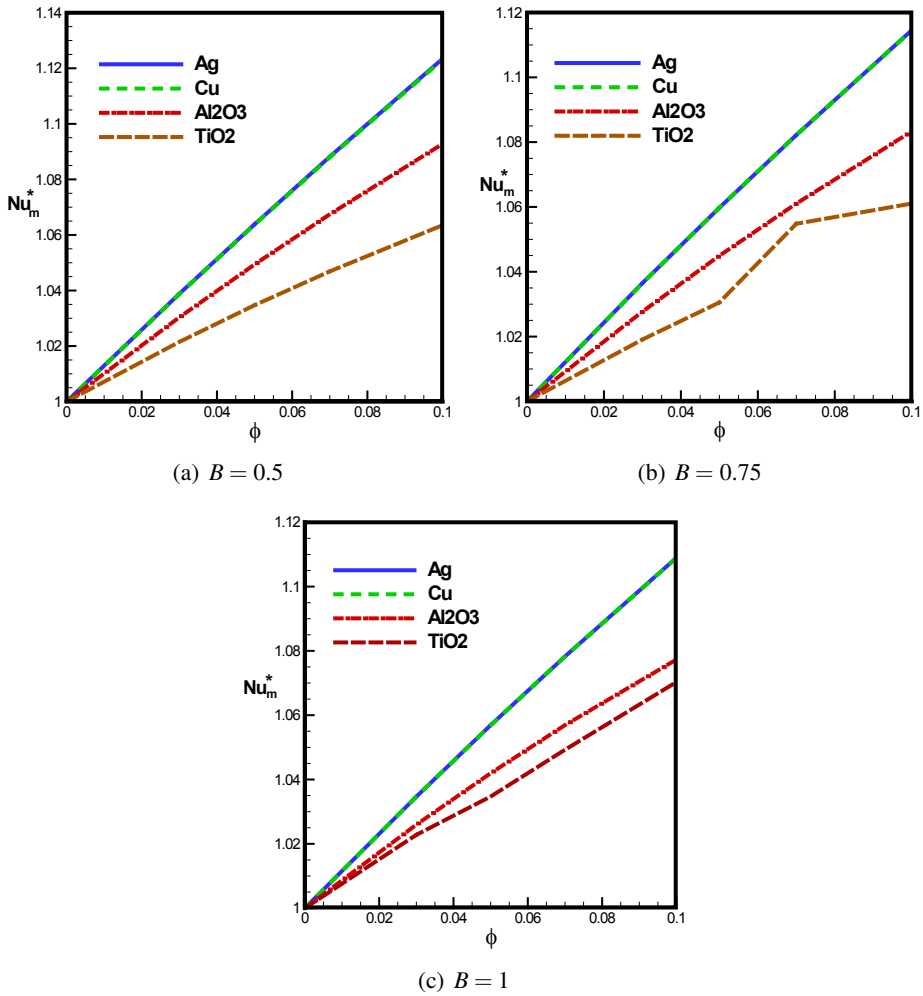 1.14
1.12
1.1
1.08
1.06
1.04
1.02
1
Nu*m
Ag
Cu
Al2O3
TiO2
0 0.02 0.04 0.06 0.08 0.1
ϕ
(a) B = 0.5
1.12
1.1
1.08
1.06
1.04
1.02
1
Nu*m
Ag
Cu
Al2O3
TiO2
0 0.02 0.04 0.06 0.08 0.1
ϕ
(b) B = 0.75
1.12
1.1
1.08
1.06
1.04
1.02
1
Nu*m
Ag
Cu
Al2O3
TiO2
0 0.02 0.04 0.06 0.08 0.1
ϕ
(c) B = 1